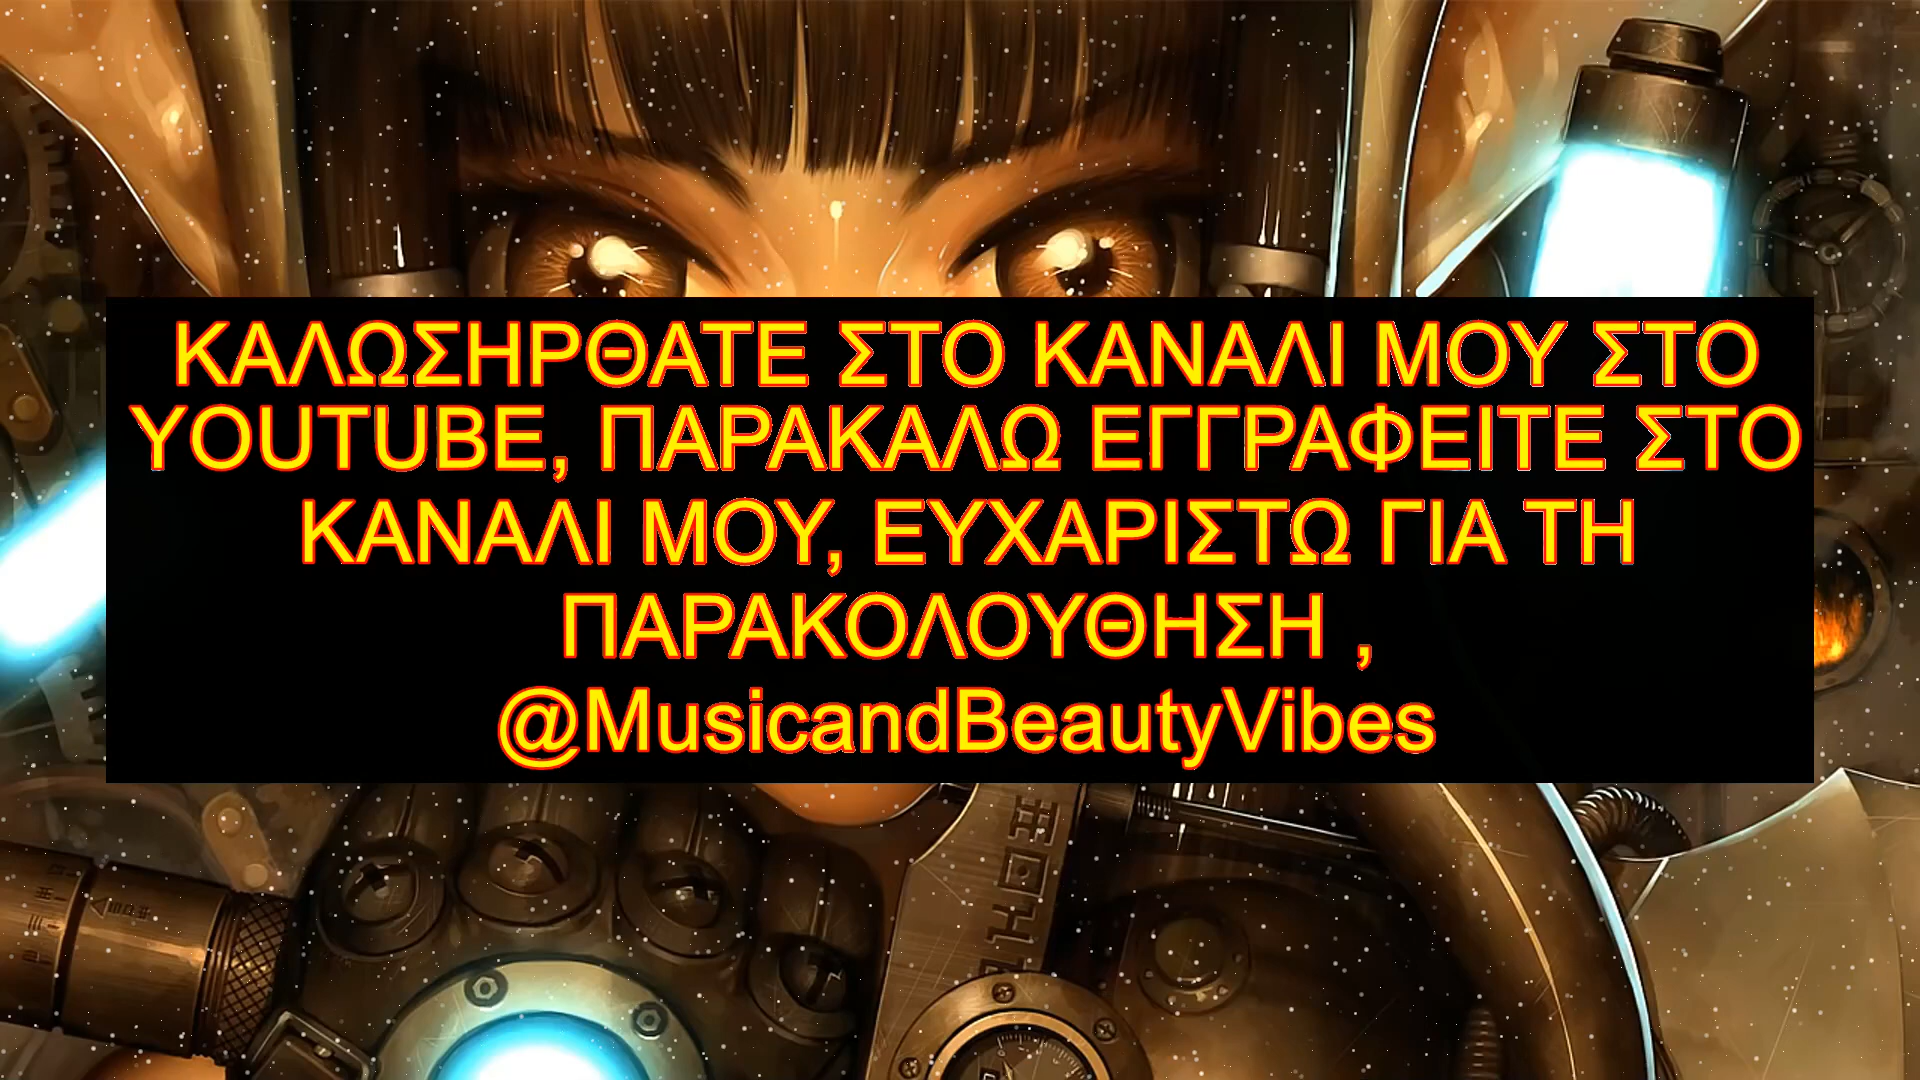 ΚΑΛΩΣΗΡΘΑΤΕ ΣΤΟ ΚΑΝΑΛΙ ΜΟΥ ΣΤΟ
YOUTUBE, ΠΑΡΑΚΑΛΩ ΕΓΓΡΑΦΕΙΤΕ ΣΤΟ
ΚΑΝΑΛΙ ΜΟΥ, ΕΥΧΑΡΙΣΤΩ ΓΙΑ ΤΗ
ΠΑΡΑΚΟΛΟΥΘΗΣΗ ,
@MusicandBeautyVibes